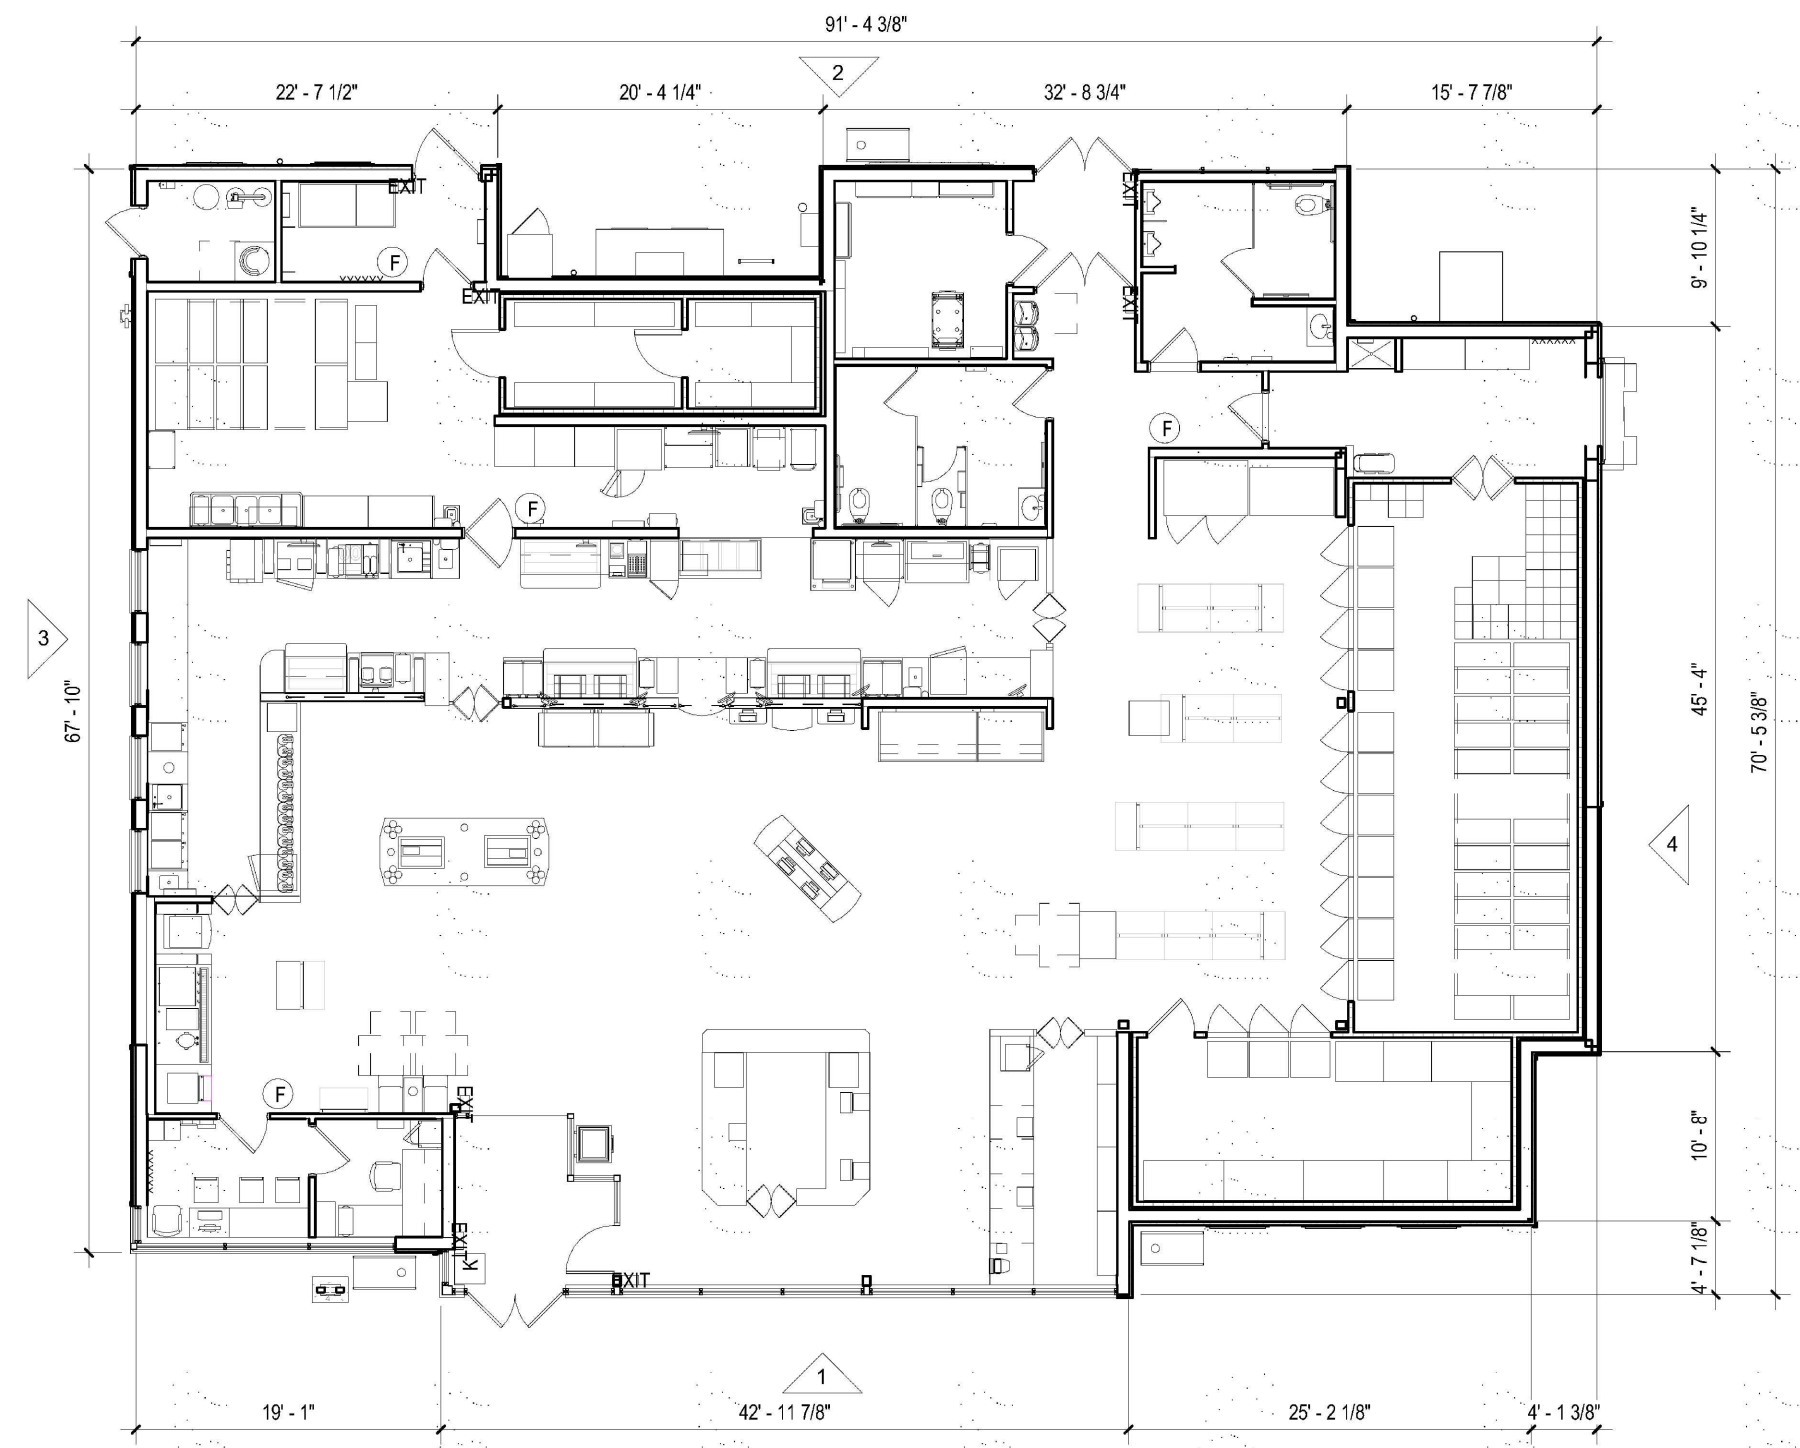 91' - 4 3/8"
2
22' - 7 1/2"
20' - 4 1/4"
32' - 8 3/4"
15' - 7 7/8"
EXIT
EXIT
F
9' - 10 1/4"
EXIT
EXIT
F
F
3
67' - 10"
45' - 4"
70' - 5 3/8"
4
F
EXIT
10' - 8"
EXIT
K
EXIT
4' - 7 1/8"
1
19' - 1"
42' - 11 7/8"
25' - 2 1/8"
4' - 1 3/8"